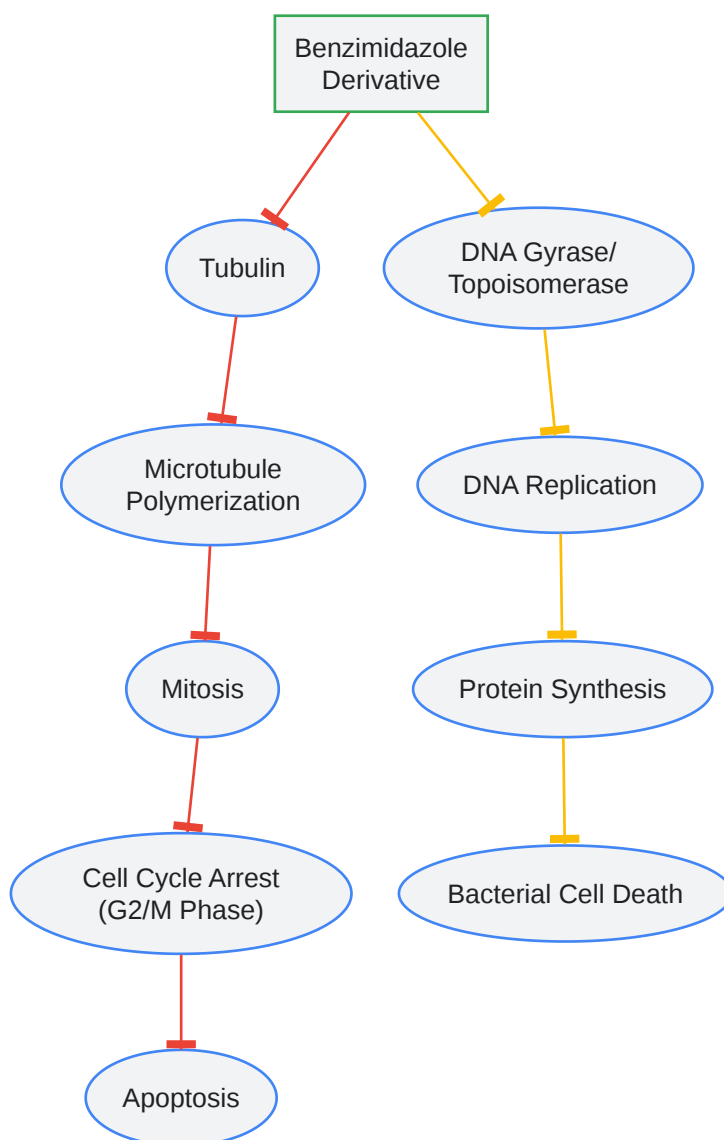 Benzimidazole
Derivative
Tubulin
DNA Gyrase/
Topoisomerase
Microtubule
Polymerization
DNA Replication
Mitosis
Protein Synthesis
Cell Cycle Arrest
(G2/M Phase)
Bacterial Cell Death
Apoptosis